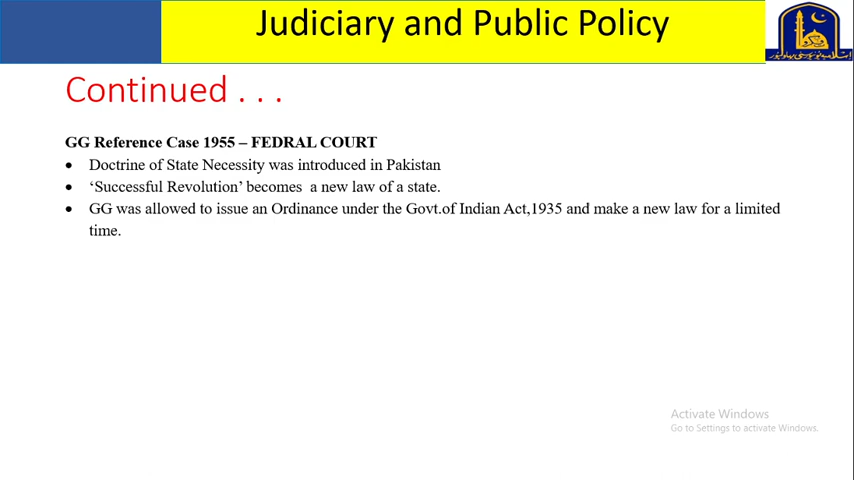 Judiciary and Public Policy
Continued . . .
GG Reference Case 1955 – FEDRAL COURT
• Doctrine of State Necessity was introduced in Pakistan
• ‘Successful Revolution’ becomes a new law of a state.
• GG was allowed to issue an Ordinance under the Govt.of Indian Act,1935 and make a new law for a limited
time.
Activate Windows
Go to Settings to activate Windows.